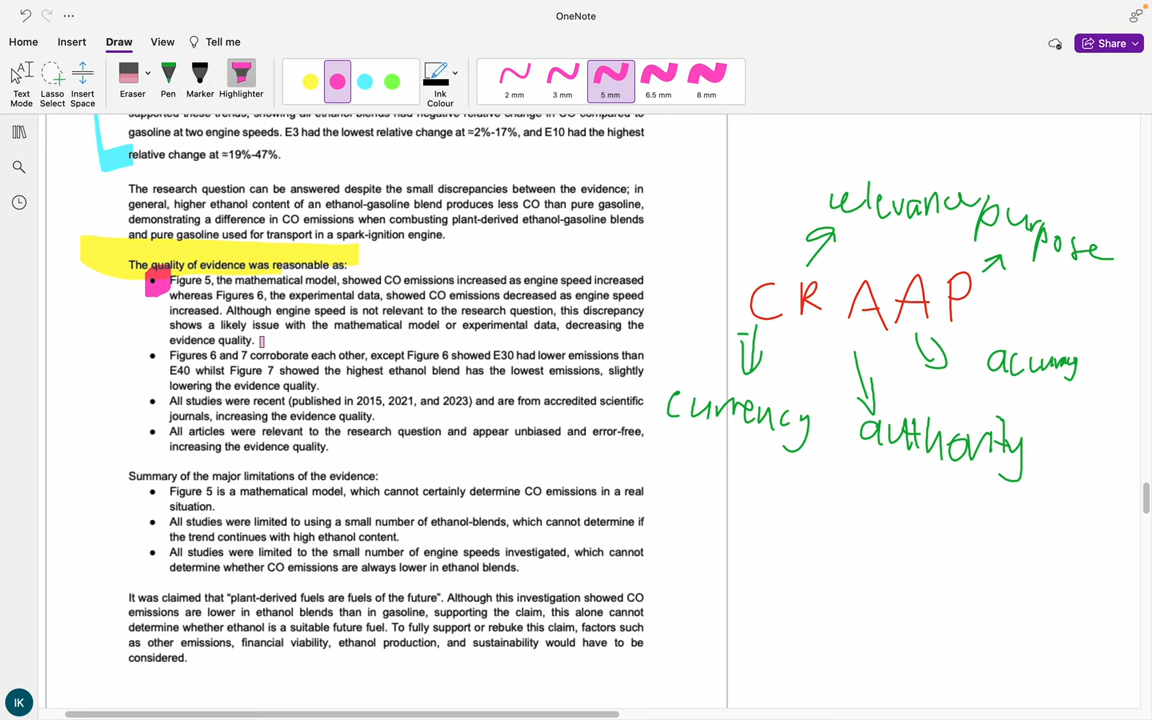 OneNote
Home Insert Draw View Tell me
Share
Text Mode
Lasso Select
Insert Space
Eraser
Pen
Marker
Highlighter
Ink Colour
2 mm
3 mm
5 mm
6.5 mm
8 mm
supported these trends, showing all ethanol blends had negative relative change in CO compared to
gasoline at two engine speeds. E3 had the lowest relative change at ≈2%-17%, and E10 had the highest
relative change at ≈19%-47%.
The research question can be answered despite the small discrepancies between the evidence; in
general, higher ethanol content of an ethanol-gasoline blend produces less CO than pure gasoline,
demonstrating a difference in CO emissions when combusting plant-derived ethanol-gasoline blends
and pure gasoline used for transport in a spark-ignition engine.
The quality of evidence was reasonable as:
• Figure 5, the mathematical model, showed CO emissions increased as engine speed increased
whereas Figures 6, the experimental data, showed CO emissions decreased as engine speed
increased. Although engine speed is not relevant to the research question, this discrepancy
shows a likely issue with the mathematical model or experimental data, decreasing the
evidence quality.
• Figures 6 and 7 corroborate each other, except Figure 6 showed E30 had lower emissions than
E40 whilst Figure 7 showed the highest ethanol blend has the lowest emissions, slightly
lowering the evidence quality.
• All studies were recent (published in 2015, 2021, and 2023) and are from accredited scientific
journals, increasing the evidence quality.
• All articles were relevant to the research question and appear unbiased and error-free,
increasing the evidence quality.
Summary of the major limitations of the evidence:
• Figure 5 is a mathematical model, which cannot certainly determine CO emissions in a real
situation.
• All studies were limited to using a small number of ethanol-blends, which cannot determine if
the trend continues with high ethanol content.
• All studies were limited to the small number of engine speeds investigated, which cannot
determine whether CO emissions are always lower in ethanol blends.
It was claimed that "plant-derived fuels are fuels of the future". Although this investigation showed CO
emissions are lower in ethanol blends than in gasoline, supporting the claim, this alone cannot
determine whether ethanol is a suitable future fuel. To fully support or rebuke this claim, factors such
as other emissions, financial viability, ethanol production, and sustainability would have to be
considered.
relevance purpose
C R A A P
currency
authority
IK